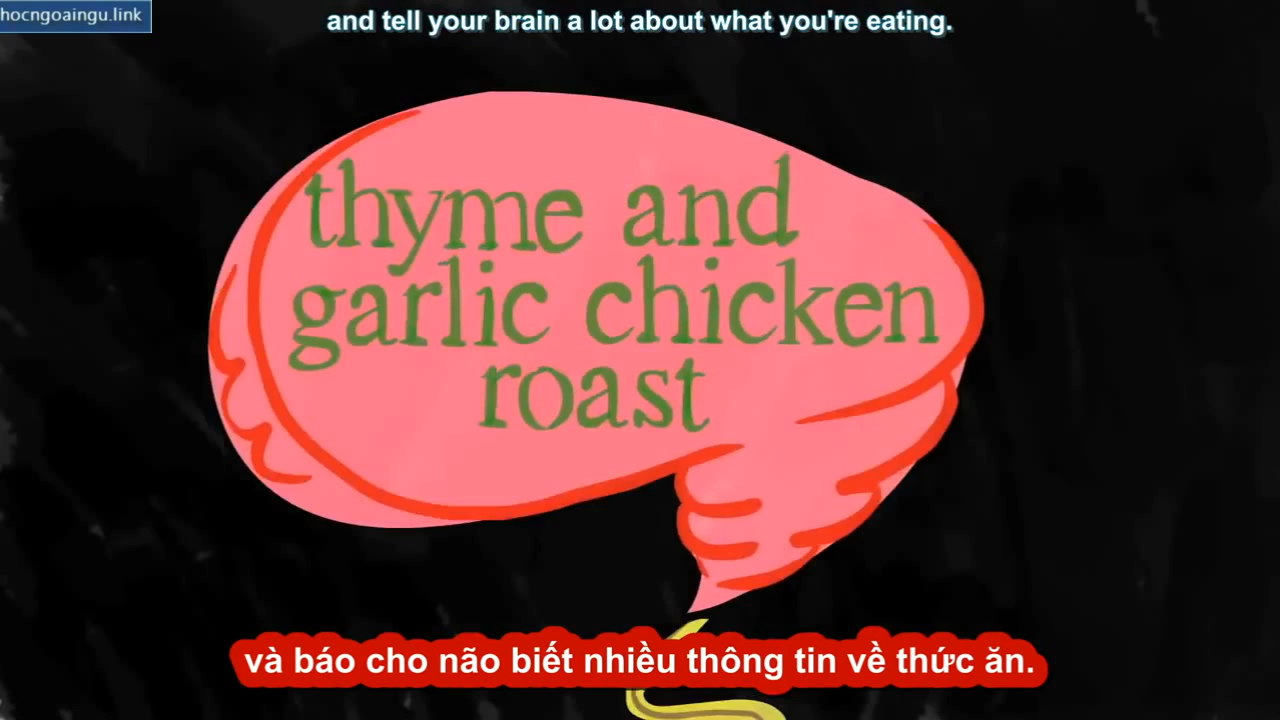 hocngoaingu.link
and tell your brain a lot about what you're eating.
thyme and
garlic chicken
roast
và báo cho não biết nhiều thông tin về thức ăn.